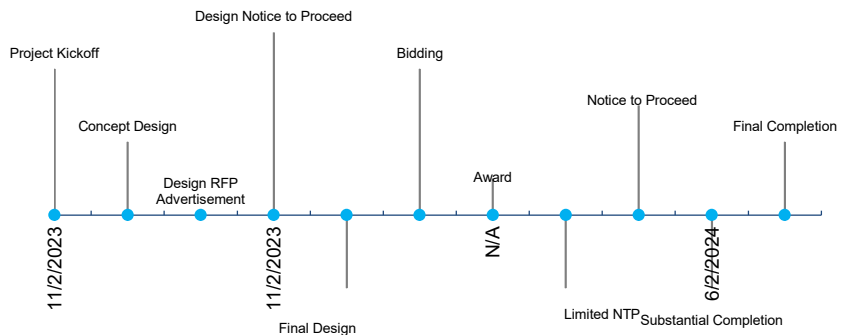 Design Notice to Proceed
Project Kickoff
Bidding
Notice to Proceed
Concept Design
Final Completion
Design RFP
Advertisement
Award
11/2/2023
11/2/2023
N/A
6/2/2024
Limited NTP
Substantial Completion
Final Design